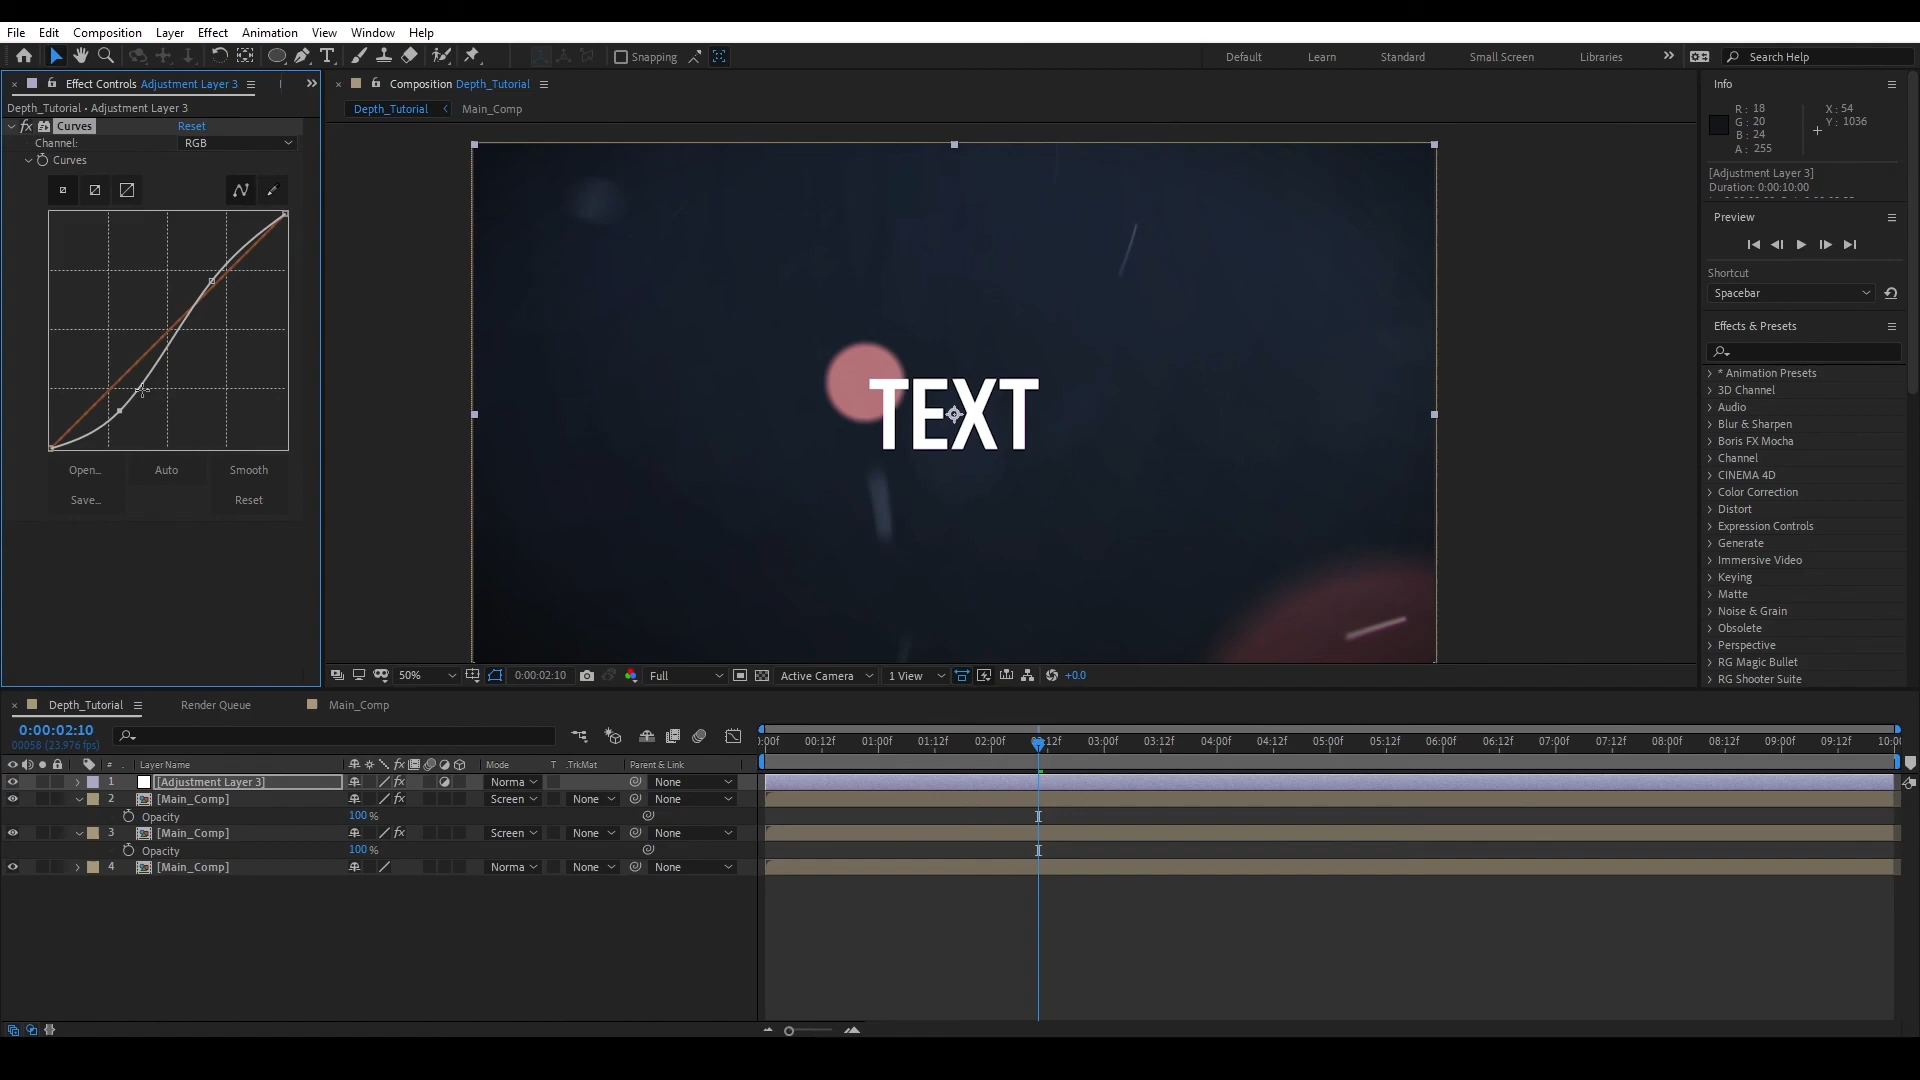 File Edit Composition Layer Effect Animation View Window Help
Snapping Default Learn Standard Small Screen Libraries Search Help
Effect Controls Adjustment Layer 3
Depth_Tutorial • Adjustment Layer 3
fx Curves Reset
Channel: RGB
Curves
Open... Auto Smooth
Save... Reset
Composition Depth_Tutorial
Depth_Tutorial Main_Comp
TEXT
50% 0:00:02:10 Full Active Camera 1 View +0.0
Info
R: 18 X: 54
G: 20 Y: 1036
B: 24
A: 255
[Adjustment Layer 3]
Duration: 0:00:10:00
Preview
Shortcut
Spacebar
Effects & Presets
* Animation Presets
3D Channel
Audio
Blur & Sharpen
Boris FX Mocha
Channel
CINEMA 4D
Color Correction
Distort
Expression Controls
Generate
Immersive Video
Keying
Matte
Noise & Grain
Obsolete
Perspective
RG Magic Bullet
RG Shooter Suite
Depth_Tutorial Render Queue Main_Comp
0:00:02:10
00058 (23.976 fps)
# Layer Name fx Mode T .TrkMat Parent & Link
:00f 00:12f 01:00f 01:12f 02:00f 12f 03:00f 03:12f 04:00f 04:12f 05:00f 05:12f 06:00f 06:12f 07:00f 07:12f 08:00f 08:12f 09:00f 09:12f 10:0
1 [Adjustment Layer 3] fx Norma None
2 [Main_Comp] fx Screen None None
Opacity 100 %
3 [Main_Comp] fx Screen None None
Opacity 100 %
4 [Main_Comp] Norma None None